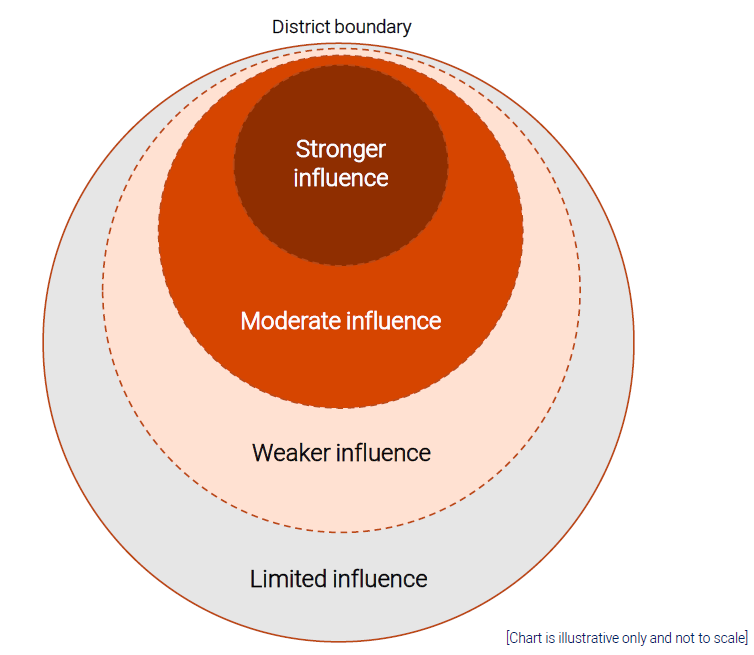 District boundary
Stronger
influence
Moderate influence
Weaker influence
Limited influence
[Chart is illustrative only and not to scale]